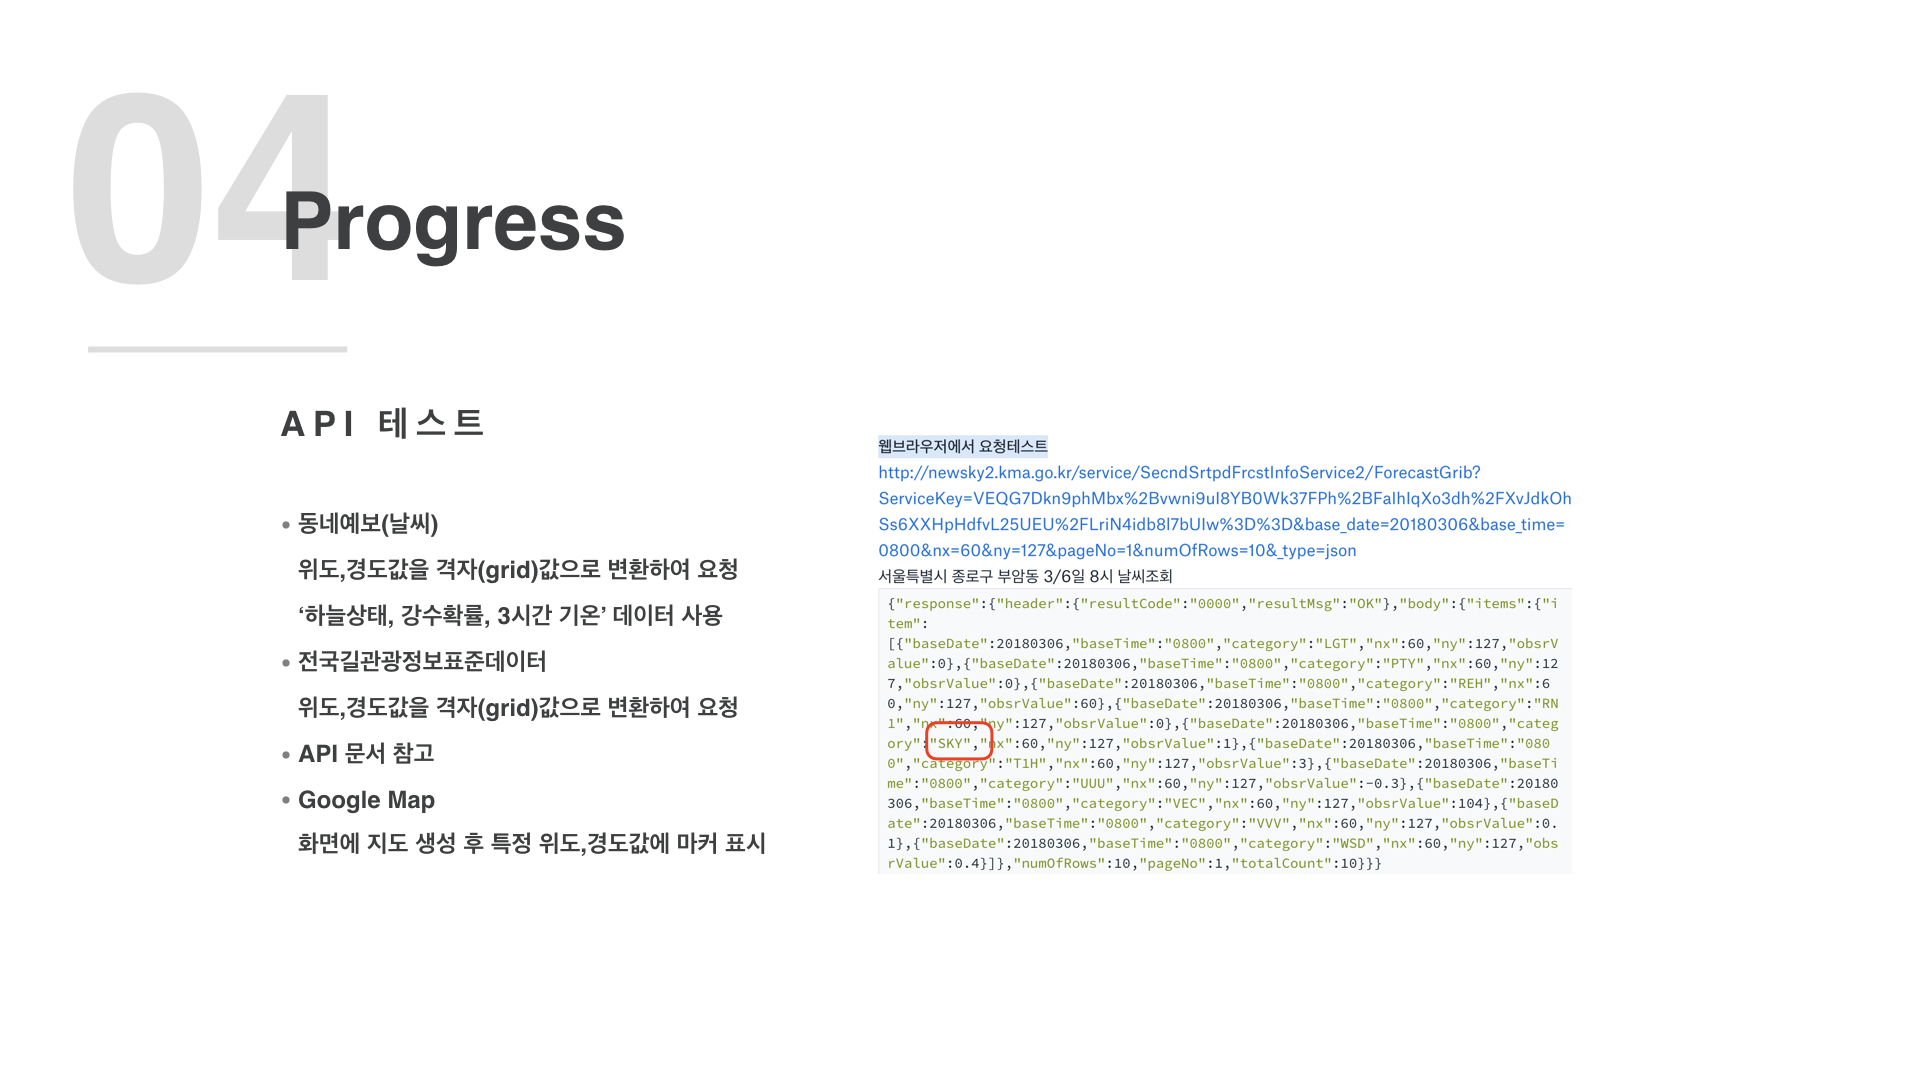 04
Progress
API 테스트
• 동네예보(날씨)
위도,경도값을 격자(grid)값으로 변환하여 요청
‘하늘상태, 강수확률, 3시간 기온’ 데이터 사용
• 전국길관광정보표준데이터
위도,경도값을 격자(grid)값으로 변환하여 요청
• API 문서 참고
• Google Map
화면에 지도 생성 후 특정 위도,경도값에 마커 표시
웹브라우저에서 요청테스트
http://newsky2.kma.go.kr/service/SecndSrtpdFrcstInfoService2/ForecastGrib?
ServiceKey=VEQG7Dkn9phMbx%2Bvwni9ul8YB0Wk37FPh%2BFaIhIqXo3dh%2FXvJdkOh
Ss6XXHpHdfvL25UEU%2FLriN4idb8l7bUIw%3D%3D&base_date=20180306&base_time=
0800&nx=60&ny=127&pageNo=1&numOfRows=10&_type=json
서울특별시 종로구 부암동 3/6일 8시 날씨조회
{"response":{"header":{"resultCode":"0000","resultMsg":"OK"},"body":{"items":{"i
tem":
[{"baseDate":20180306,"baseTime":"0800","category":"LGT","nx":60,"ny":127,"obsrV
alue":0},{"baseDate":20180306,"baseTime":"0800","category":"PTY","nx":60,"ny":12
7,"obsrValue":0},{"baseDate":20180306,"baseTime":"0800","category":"REH","nx":6
0,"ny":127,"obsrValue":60},{"baseDate":20180306,"baseTime":"0800","category":"RN
1","nx":60,"ny":127,"obsrValue":0},{"baseDate":20180306,"baseTime":"0800","categ
ory":"SKY","nx":60,"ny":127,"obsrValue":1},{"baseDate":20180306,"baseTime":"080
0","category":"T1H","nx":60,"ny":127,"obsrValue":3},{"baseDate":20180306,"baseTi
me":"0800","category":"UUU","nx":60,"ny":127,"obsrValue":-0.3},{"baseDate":20180
306,"baseTime":"0800","category":"VEC","nx":60,"ny":127,"obsrValue":104},{"baseD
ate":20180306,"baseTime":"0800","category":"VVV","nx":60,"ny":127,"obsrValue":0.
1},{"baseDate":20180306,"baseTime":"0800","category":"WSD","nx":60,"ny":127,"obs
rValue":0.4}]},"numOfRows":10,"pageNo":1,"totalCount":10}}}